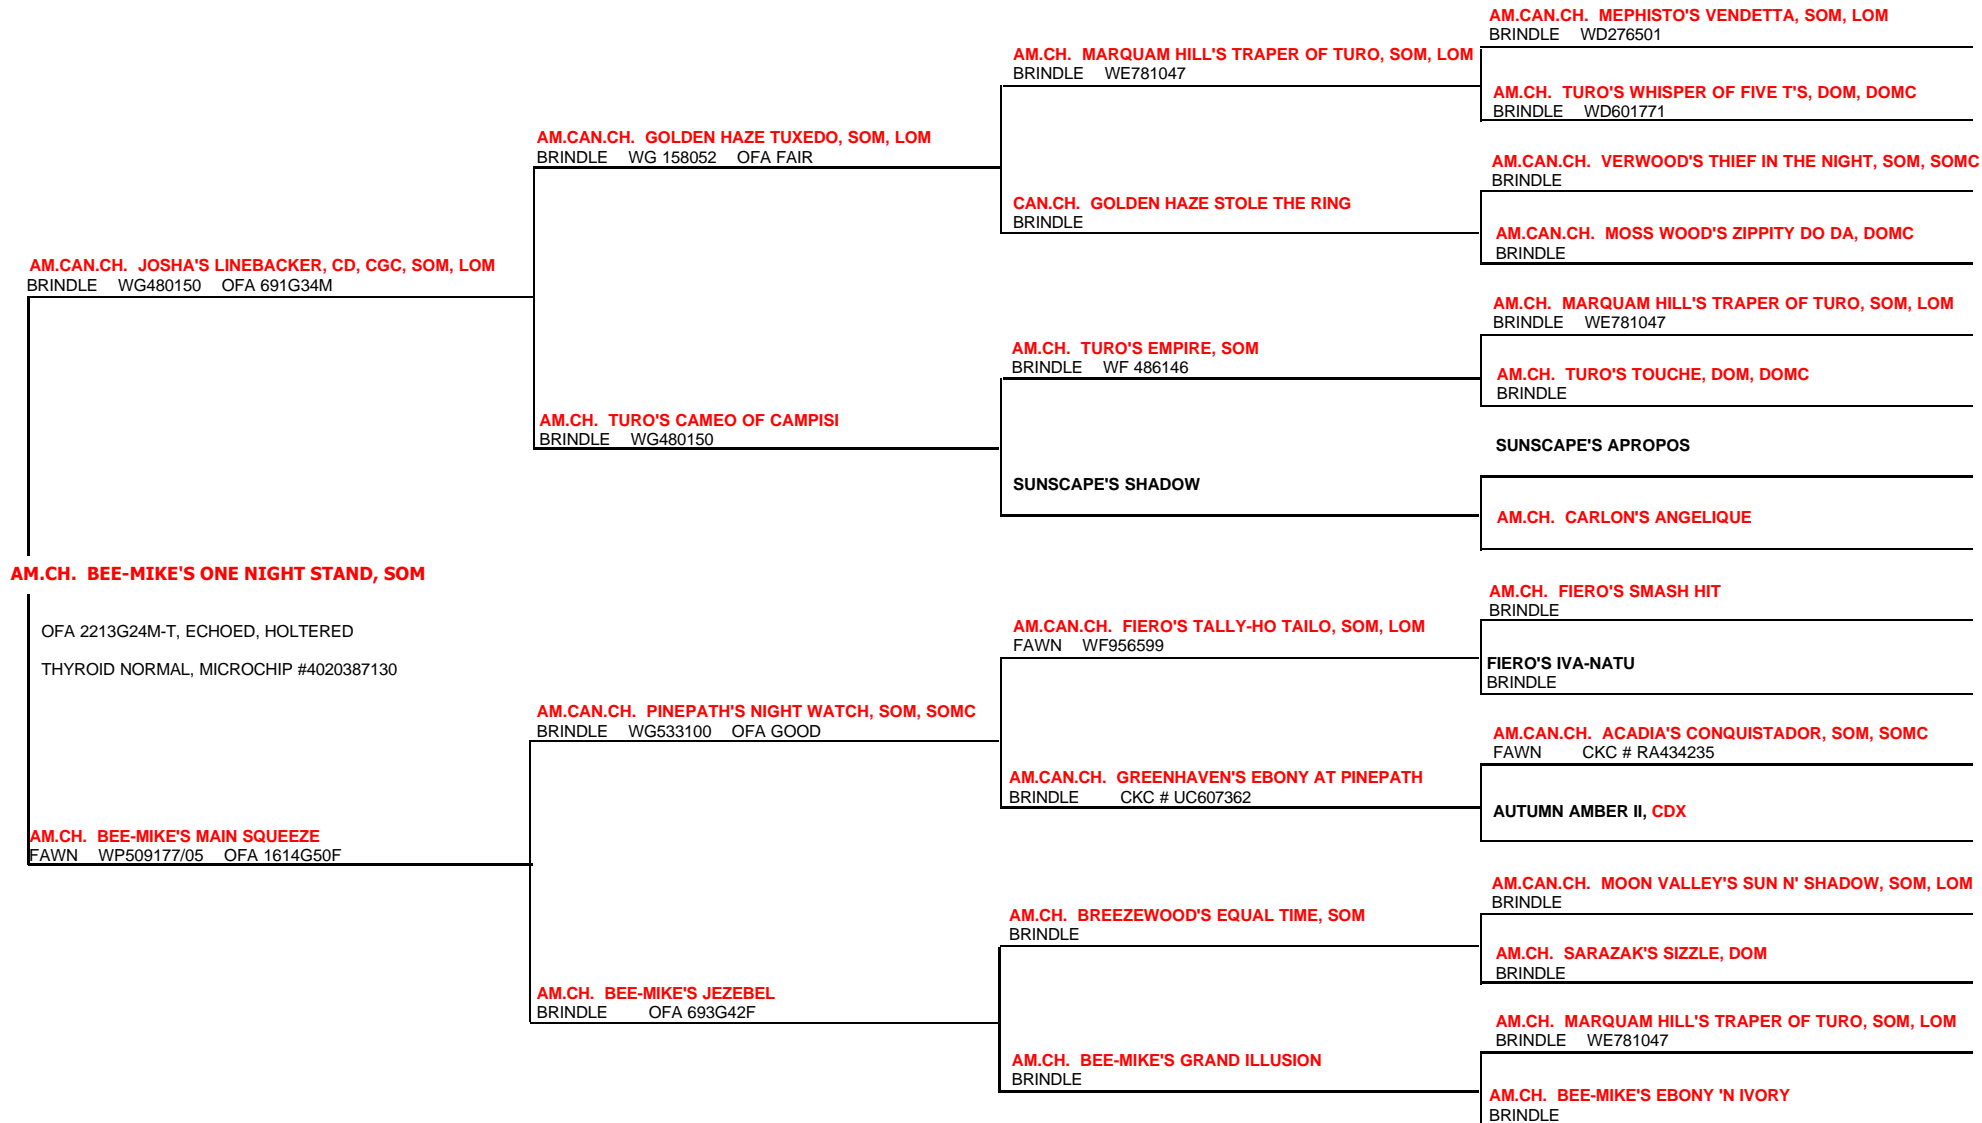 AM.CAN.CH. MEPHISTO'S VENDETTA, SOM, LOM
BRINDLE WD276501
AM.CH. MARQUAM HILL'S TRAPER OF TURO, SOM, LOM
BRINDLE WE781047
AM.CH. TURO'S WHISPER OF FIVE T'S, DOM, DOMC
BRINDLE WD601771
AM.CAN.CH. GOLDEN HAZE TUXEDO, SOM, LOM
BRINDLE WG 158052 OFA FAIR
AM.CAN.CH. VERWOOD'S THIEF IN THE NIGHT, SOM, SOMC
BRINDLE
CAN.CH. GOLDEN HAZE STOLE THE RING
BRINDLE
AM.CAN.CH. MOSS WOOD'S ZIPPITY DO DA, DOMC
BRINDLE
AM.CAN.CH. JOSHA'S LINEBACKER, CD, CGC, SOM, LOM
BRINDLE WG480150 OFA 691G34M
AM.CH. MARQUAM HILL'S TRAPER OF TURO, SOM, LOM
BRINDLE WE781047
AM.CH. TURO'S EMPIRE, SOM
BRINDLE WF 486146
AM.CH. TURO'S TOUCHE, DOM, DOMC
BRINDLE
AM.CH. TURO'S CAMEO OF CAMPISI
BRINDLE WG480150
SUNSCAPE'S APROPOS
SUNSCAPE'S SHADOW
AM.CH. CARLON'S ANGELIQUE
AM.CH. BEE-MIKE'S ONE NIGHT STAND, SOM
OFA 2213G24M-T, ECHOED, HOLTERED
THYROID NORMAL, MICROCHIP #4020387130
AM.CH. FIERO'S SMASH HIT
BRINDLE
AM.CAN.CH. FIERO'S TALLY-HO TAILO, SOM, LOM
FAWN WF956599
FIERO'S IVA-NATU
BRINDLE
AM.CAN.CH. PINEPATH'S NIGHT WATCH, SOM, SOMC
BRINDLE WG533100 OFA GOOD
AM.CAN.CH. ACADIA'S CONQUISTADOR, SOM, SOMC
FAWN CKC # RA434235
AM.CAN.CH. GREENHAVEN'S EBONY AT PINEPATH
BRINDLE CKC # UC607362
AUTUMN AMBER II, CDX
AM.CH. BEE-MIKE'S MAIN SQUEEZE
FAWN WP509177/05 OFA 1614G50F
AM.CAN.CH. MOON VALLEY'S SUN N' SHADOW, SOM, LOM
BRINDLE
AM.CH. BREEZEWOOD'S EQUAL TIME, SOM
BRINDLE
AM.CH. SARAZAK'S SIZZLE, DOM
BRINDLE
AM.CH. BEE-MIKE'S JEZEBEL
BRINDLE OFA 693G42F
AM.CH. MARQUAM HILL'S TRAPER OF TURO, SOM, LOM
BRINDLE WE781047
AM.CH. BEE-MIKE'S GRAND ILLUSION
BRINDLE
AM.CH. BEE-MIKE'S EBONY 'N IVORY
BRINDLE